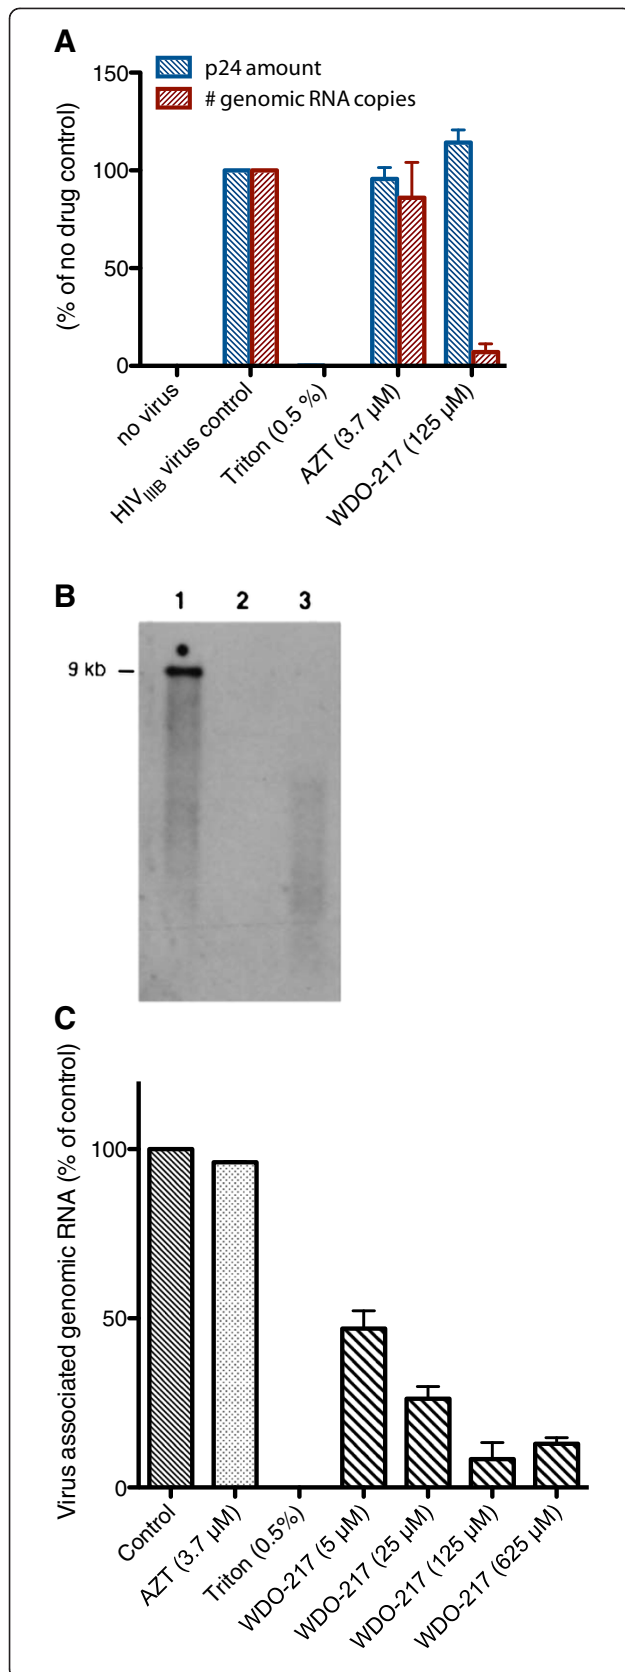 A
p24 amount
# genomic RNA copies
(% of no drug control)
150
100
50
0
no virus
HIV_IIIB virus control
Triton (0.5 %)
AZT (3.7 µM)
WDO-217 (125 µM)
B
1 2 3
9 kb
C
Virus associated genomic RNA (% of control)
100
50
0
Control
AZT (3.7 µM)
Triton (0.5%)
WDO-217 (5 µM)
WDO-217 (25 µM)
WDO-217 (125 µM)
WDO-217 (625 µM)